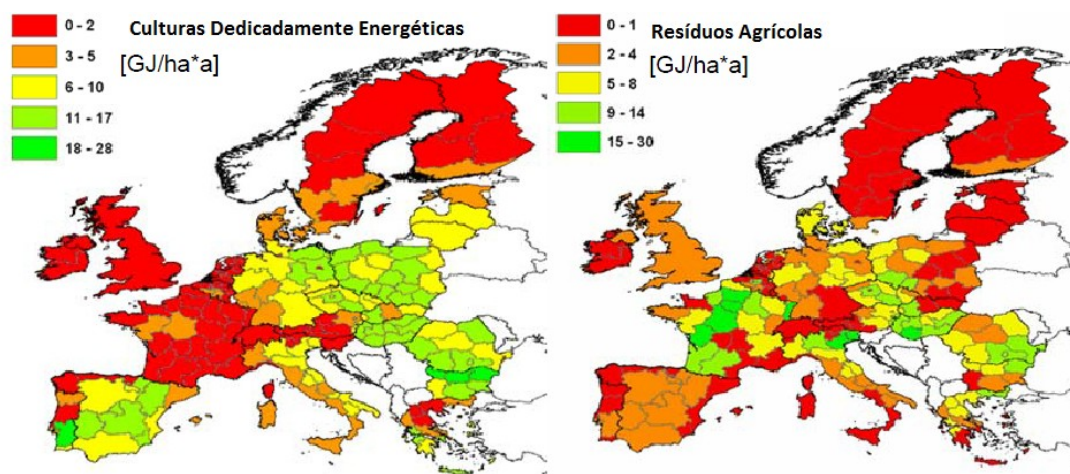 Culturas Dedicadamente Energéticas
[GJ/ha*a]
0 - 2
3 - 5
6 - 10
11 - 17
18 - 28
Resíduos Agrícolas
[GJ/ha*a]
0 - 1
2 - 4
5 - 8
9 - 14
15 - 30